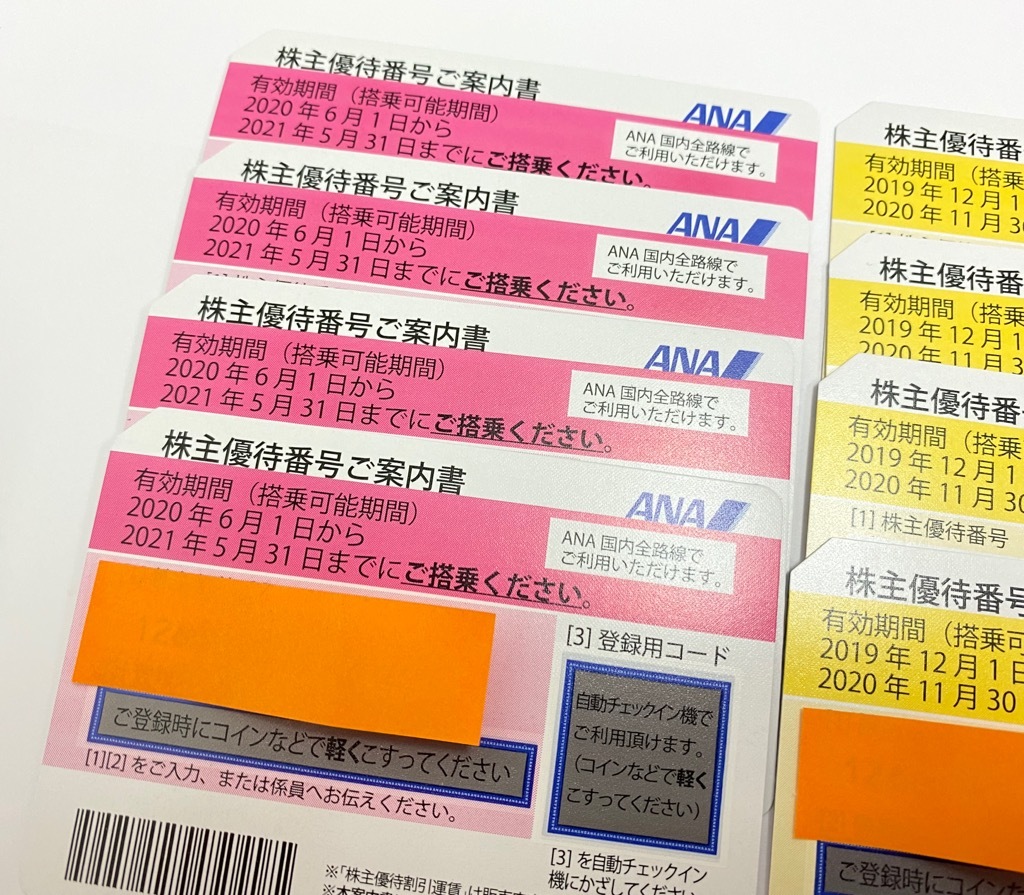 株主優待番号ご案内書
有効期間（搭乗可能期間）
2020年6月1日から
2021年5月31日までにご搭乗ください。
ANA
ANA国内全路線で
ご利用いただけます。
株主優待番号ご案内書
有効期間（搭乗可能期間）
2020年6月1日から
2021年5月31日までにご搭乗ください。
ANA
ANA国内全路線で
ご利用いただけます。
株主優待番号ご案内書
有効期間（搭乗可能期間）
2020年6月1日から
2021年5月31日までにご搭乗ください。
ANA
ANA国内全路線で
ご利用いただけます。
株主優待番号ご案内書
有効期間（搭乗可能期間）
2020年6月1日から
2021年5月31日までにご搭乗ください。
ANA
ANA国内全路線で
ご利用いただけます。
[3] 登録用コード
自動チェックイン機で
ご利用頂けます。
（コインなどで軽く
こすってください）
ご登録時にコインなどで軽くこすってください
[1][2]をご入力、または係員へお伝えください。
[3]を自動チェックイン
機にかざしてください
※「株主優待割引運賃」は販売
株主優待番号
有効期間（搭乗
2019年12月1
2020年11月30
株主優待番号
有効期間（搭乗
2019年12月1
2020年11月3
株主優待番号
有効期間（搭乗
2019年12月1
2020年11月30
[1] 株主優待番号
株主優待番号
有効期間（搭乗可
2019年12月1日
2020年11月30
ご登録時にコイン